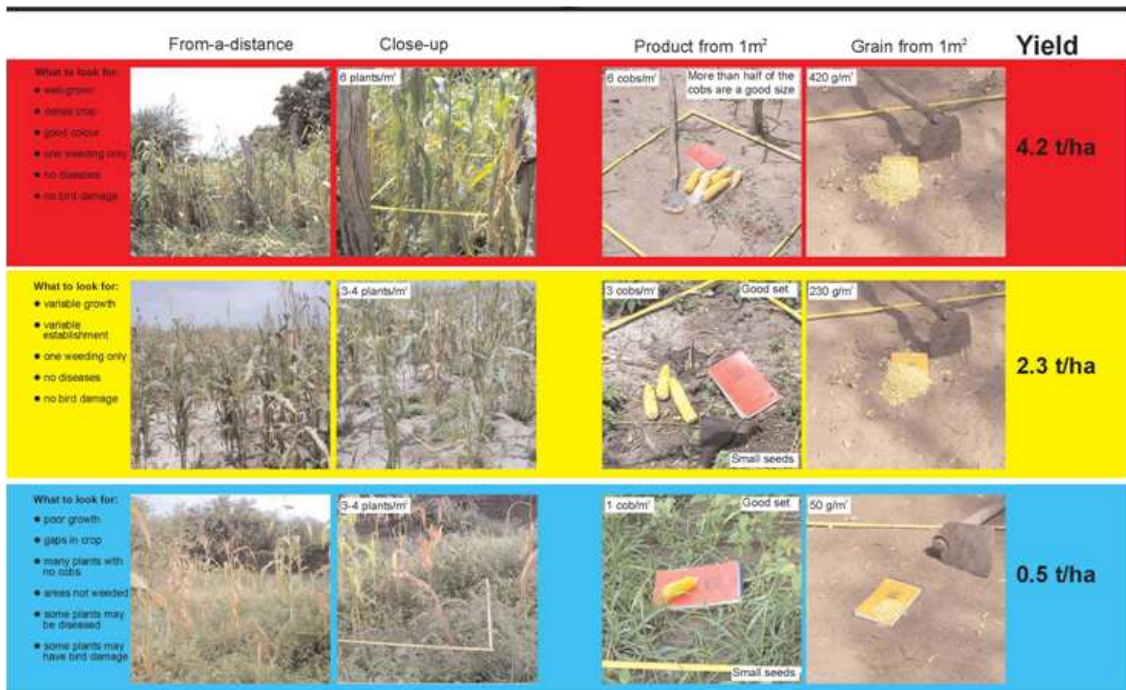 From-a-distance
Close-up
Product from 1m²
Grain from 1m²
Yield
What to look for:
• well-grown
• dense crop
• good colour
• one weeding only
• no diseases
• no bird damage
6 plants/m²
6 cobs/m²
More than half of the
cobs are a good size
420 g/m²
4.2 t/ha
What to look for:
• variable growth
• variable
establishment
• one weeding only
• no diseases
• no bird damage
3-4 plants/m²
3 cobs/m²
Good set
Small seeds
230 g/m²
2.3 t/ha
What to look for:
• poor growth
• gaps in crop
• many plants with
no cobs
• areas not weeded
• some plants may
be diseased
• some plants may
have bird damage
3-4 plants/m²
1 cob/m²
Good set
Small seeds
50 g/m²
0.5 t/ha